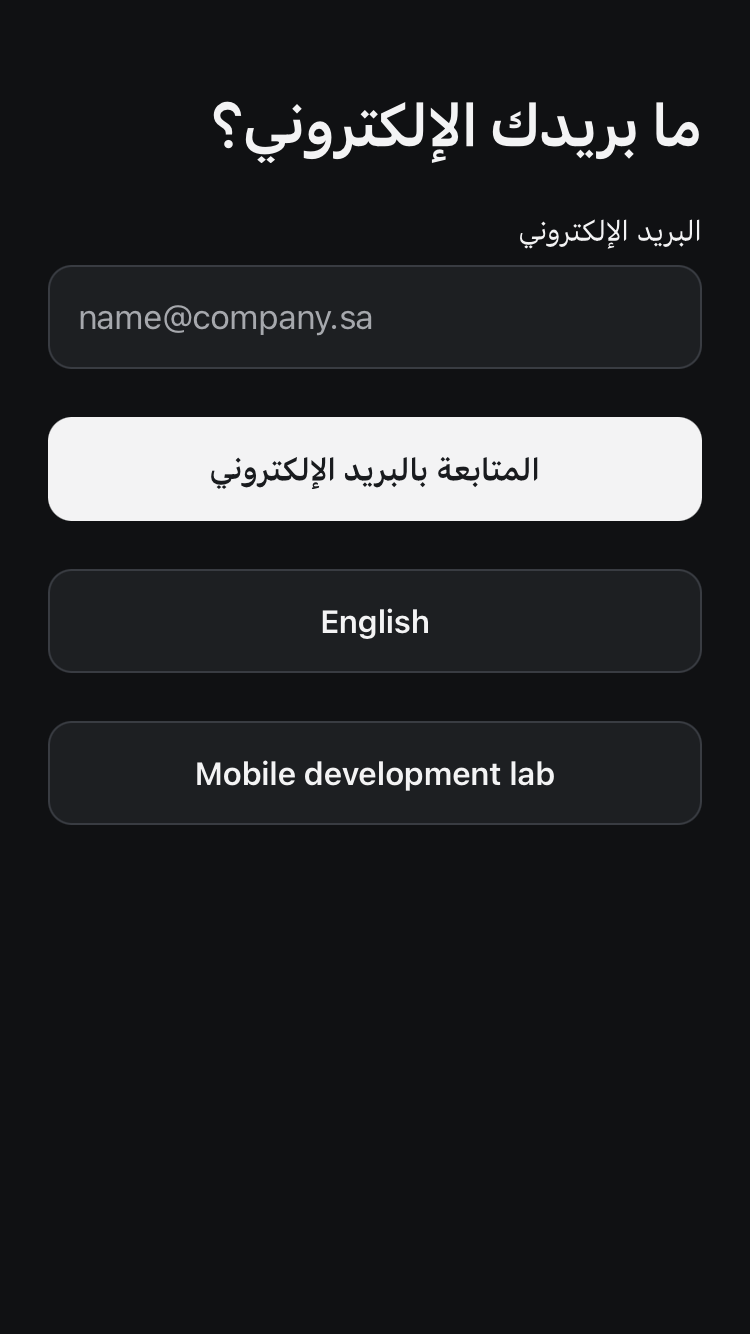 ما بريدك الإلكتروني؟
البريد الإلكتروني
name@company.sa
المتابعة بالبريد الإلكتروني
English
Mobile development lab